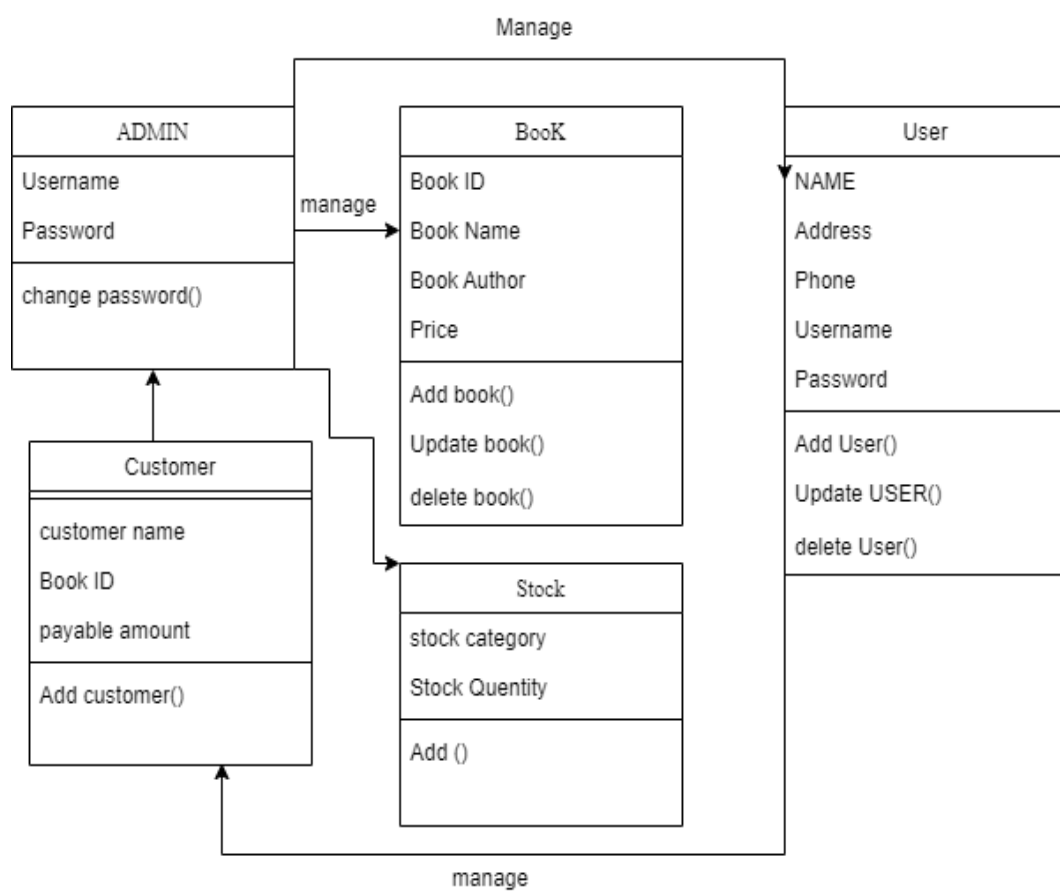 Manage
ADMIN
Username
Password
change password()
manage
BooK
Book ID
Book Name
Book Author
Price
Add book()
Update book()
delete book()
User
NAME
Address
Phone
Username
Password
Add User()
Update USER()
delete User()
Customer
customer name
Book ID
payable amount
Add customer()
Stock
stock category
Stock Quentity
Add ()
manage